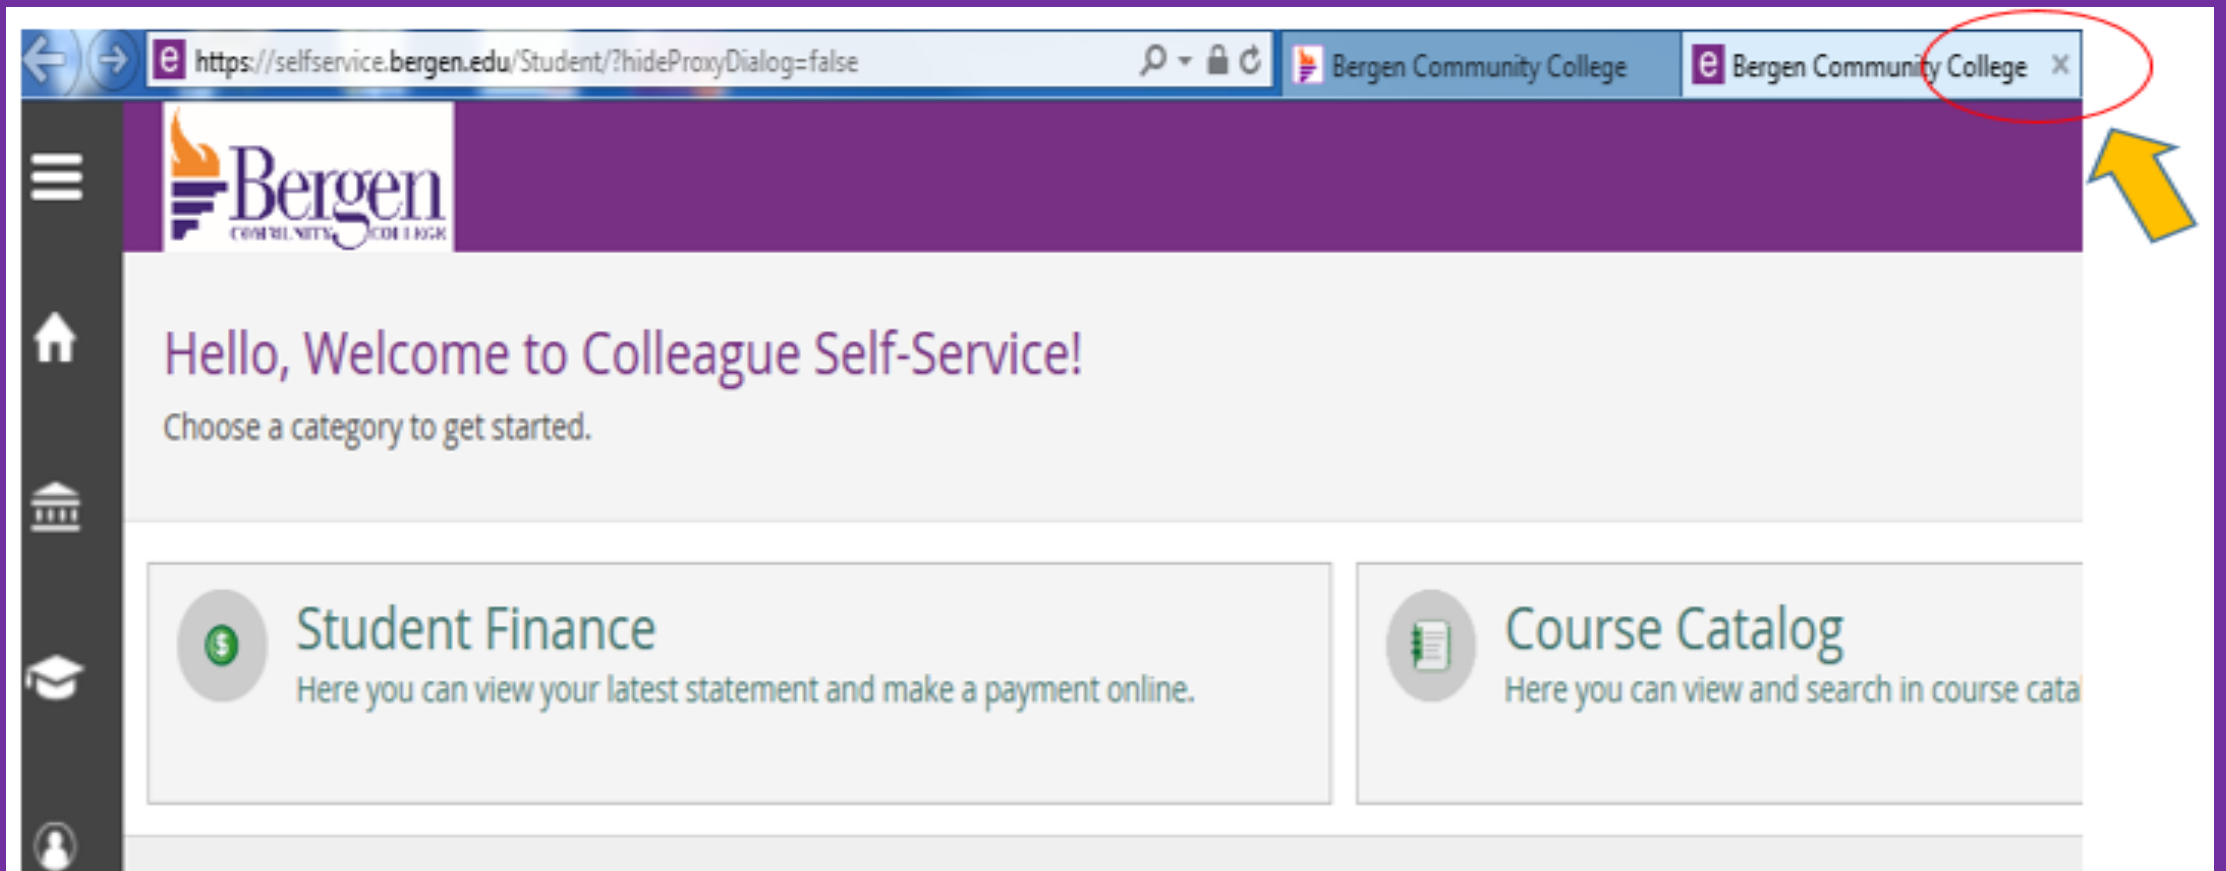 e https://selfservice.bergen.edu/Student/?hideProxyDialog=false
Bergen Community College
e Bergen Community College ×
Bergen
COMMUNITY COLLEGE
Hello, Welcome to Colleague Self-Service!
Choose a category to get started.
Student Finance
Here you can view your latest statement and make a payment online.
Course Catalog
Here you can view and search in course cata